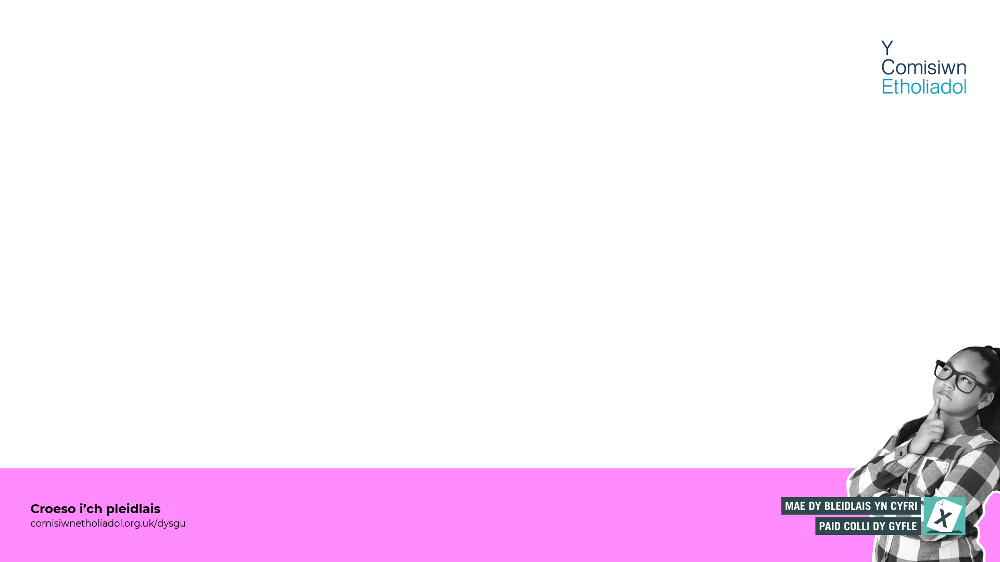 Y
Comisiwn
Etholiadol
Croeso i’ch pleidlais
comisiwnetholiadol.org.uk/dysgu
MAE DY BLEIDLAIS YN CYFRI
PAID COLLI DY GYFLE
X